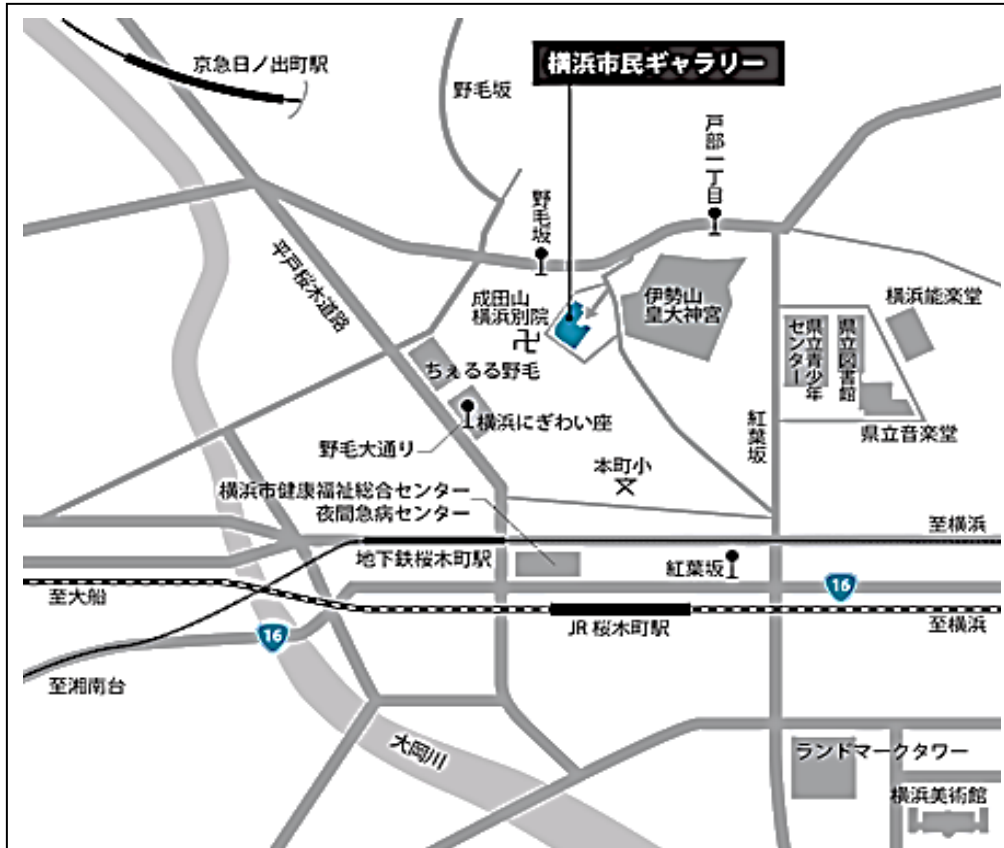 京急日ノ出町駅
野毛坂
横浜市民ギャラリー
戸部一丁目
野毛坂
平戸桜木道路
成田山
横浜別院
伊勢山
皇大神宮
横浜能楽堂
県立青少年
センター
県立図書館
ちぇるる野毛
横浜にぎわい座
野毛大通り
紅葉坂
県立音楽堂
本町小
横浜市健康福祉総合センター
夜間急病センター
至横浜
地下鉄桜木町駅
紅葉坂
至大船
16
JR 桜木町駅
至横浜
16
至湘南台
大岡川
ランドマークタワー
横浜美術館